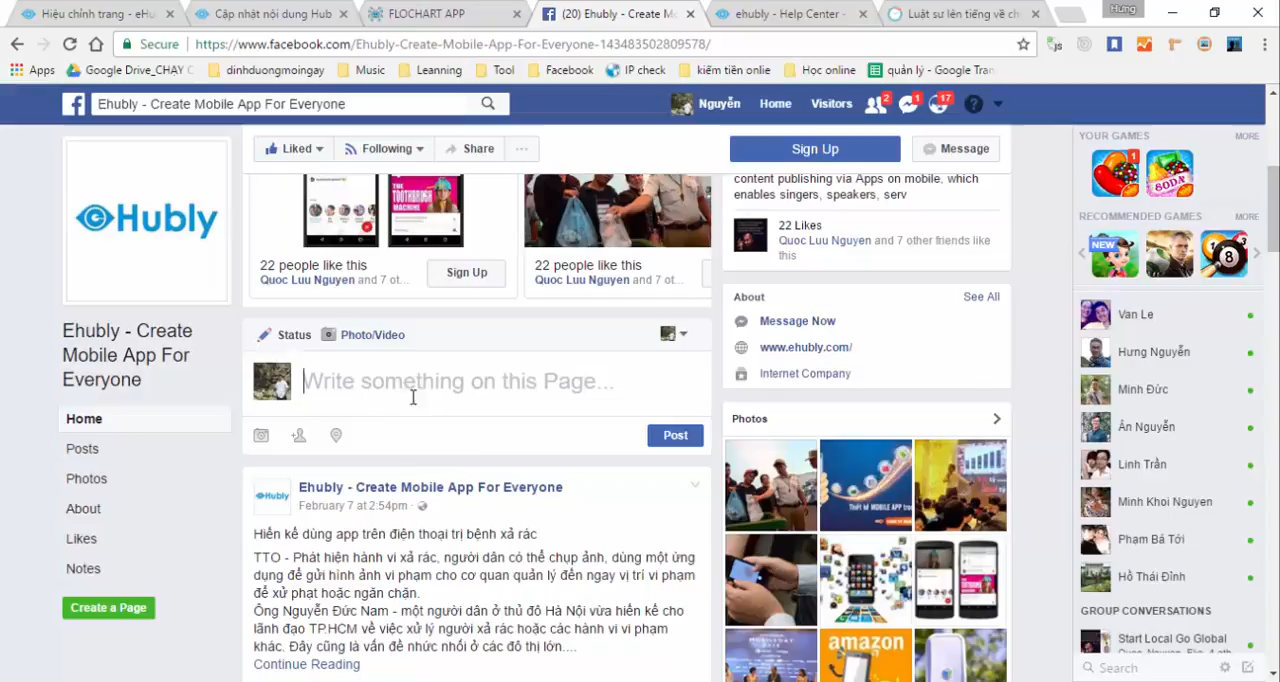 Hiệu chỉnh trang - eHu
Cập nhật nội dung Hub
FLOCHART APP
(20) Ehubly - Create Mo
ehubly - Help Center -
Luật sư lên tiếng về ch
Hưng
Secure
https://www.facebook.com/Ehubly-Create-Mobile-App-For-Everyone-143483502809578/
Apps
Google Drive_CHAY C
dinhduongmoingay
Music
Leanning
Tool
Facebook
IP check
kiếm tiền onlie
Học online
quản lý - Google Tran
Ehubly - Create Mobile App For Everyone
Nguyễn
Home
Visitors
2
1
17
Liked
Following
Share
Sign Up
Message
Hubly
THE
TOOTHBRUSH
MACHINE
22 people like this
Quoc Luu Nguyen and 7 ot...
Sign Up
22 people like this
Quoc Luu Nguyen and 7 ot...
Status
Photo/Video
Write something on this Page...
Post
Ehubly - Create
Mobile App For
Everyone
Home
Posts
Photos
About
Likes
Notes
Create a Page
Hubly
Ehubly - Create Mobile App For Everyone
February 7 at 2:54pm ·
Hiến kế dùng app trên điện thoại trị bệnh xả rác
TTO - Phát hiện hành vi xả rác, người dân có thể chụp ảnh, dùng một ứng
dụng để gửi hình ảnh vi phạm cho cơ quan quản lý đến ngay vị trí vi phạm
để xử phạt hoặc ngăn chặn.
Ông Nguyễn Đức Nam - một người dân ở thủ đô Hà Nội vừa hiến kế cho
lãnh đạo TP.HCM về việc xử lý người xả rác hoặc các hành vi vi phạm
khác. Đây cũng là vấn đề nhức nhối ở các đô thị lớn....
Continue Reading
content publishing via Apps on mobile, which
enables singers, speakers, serv
22 Likes
Quoc Luu Nguyen and 7 other friends like
this
About
See All
Message Now
www.ehubly.com/
Internet Company
Photos
Thiết kế MOBILE APP
amazon
YOUR GAMES
MORE
1
SODA
RECOMMENDED GAMES
MORE
NEW
8
Van Le
Hưng Nguyễn
Minh Đức
Ân Nguyễn
Linh Trần
Minh Khoi Nguyen
Phạm Bá Tới
Hồ Thái Đỉnh
GROUP CONVERSATIONS
Start Local Go Global
Search